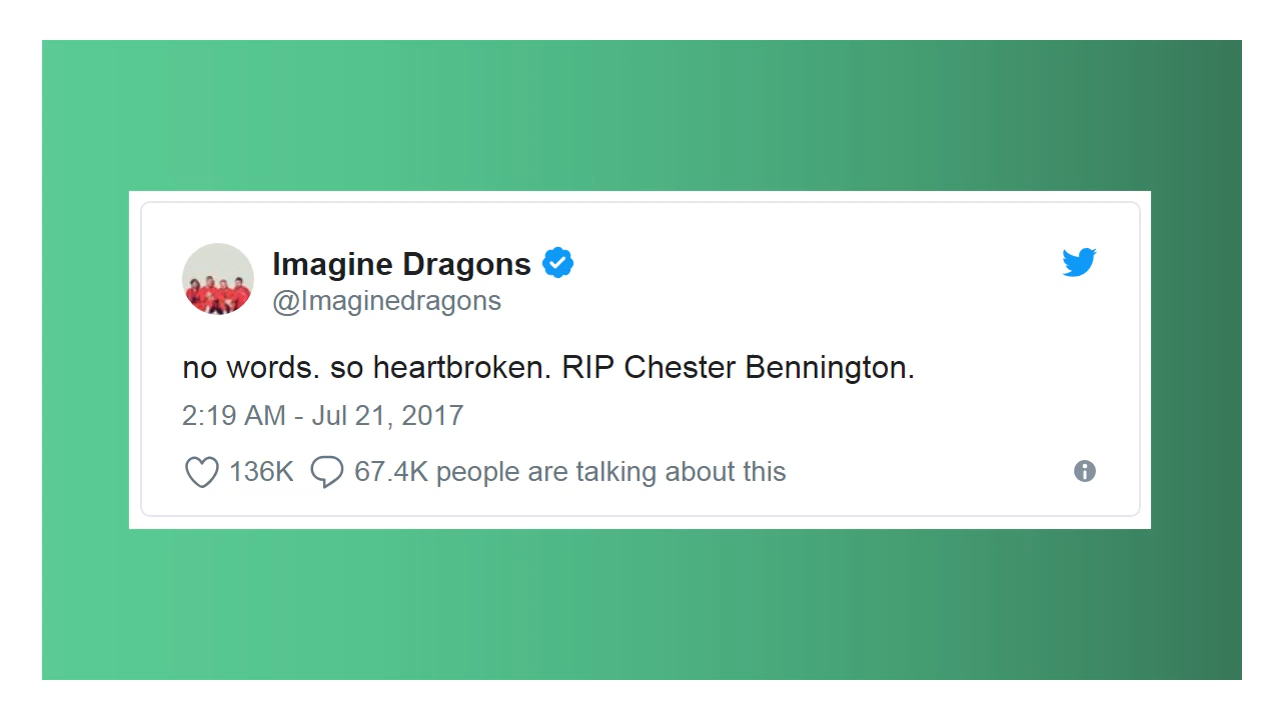 Imagine Dragons
@Imaginedragons
no words. so heartbroken. RIP Chester Bennington.
2:19 AM - Jul 21, 2017
136K 67.4K people are talking about this